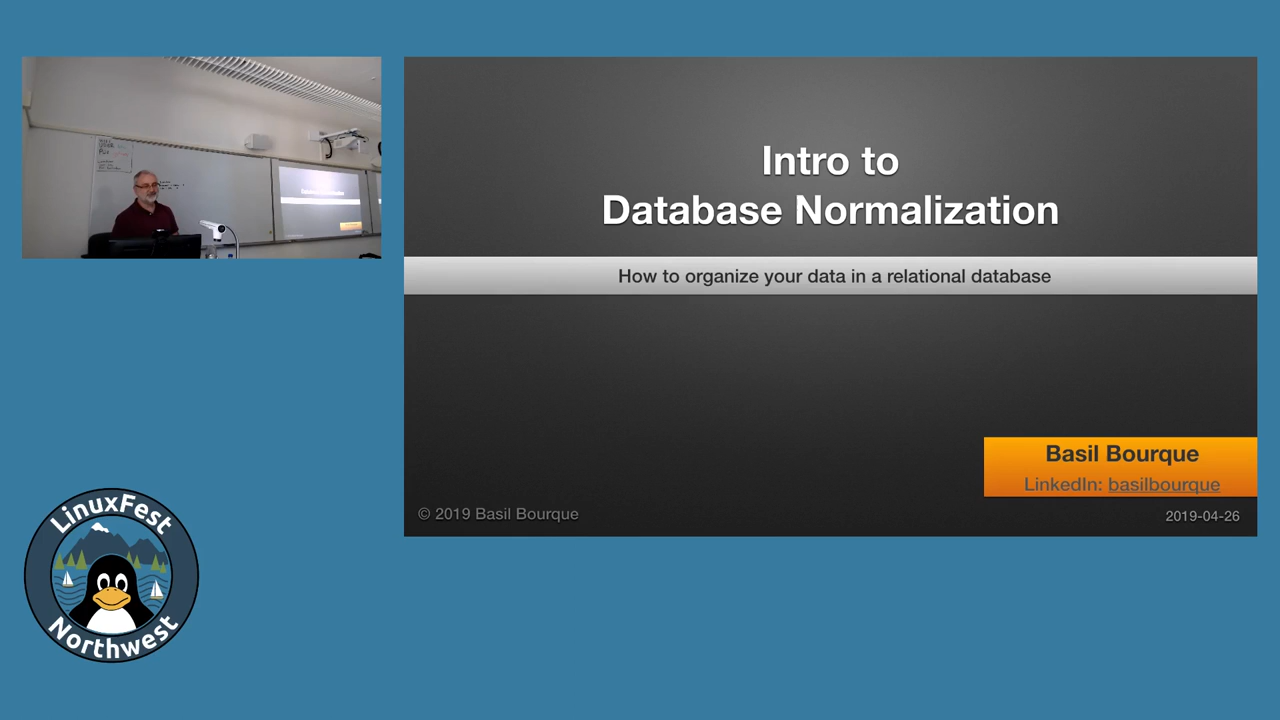 Intro to
Database Normalization
How to organize your data in a relational database
Basil Bourque
LinkedIn: basilbourque
© 2019 Basil Bourque
2019-04-26
LinuxFest
Northwest